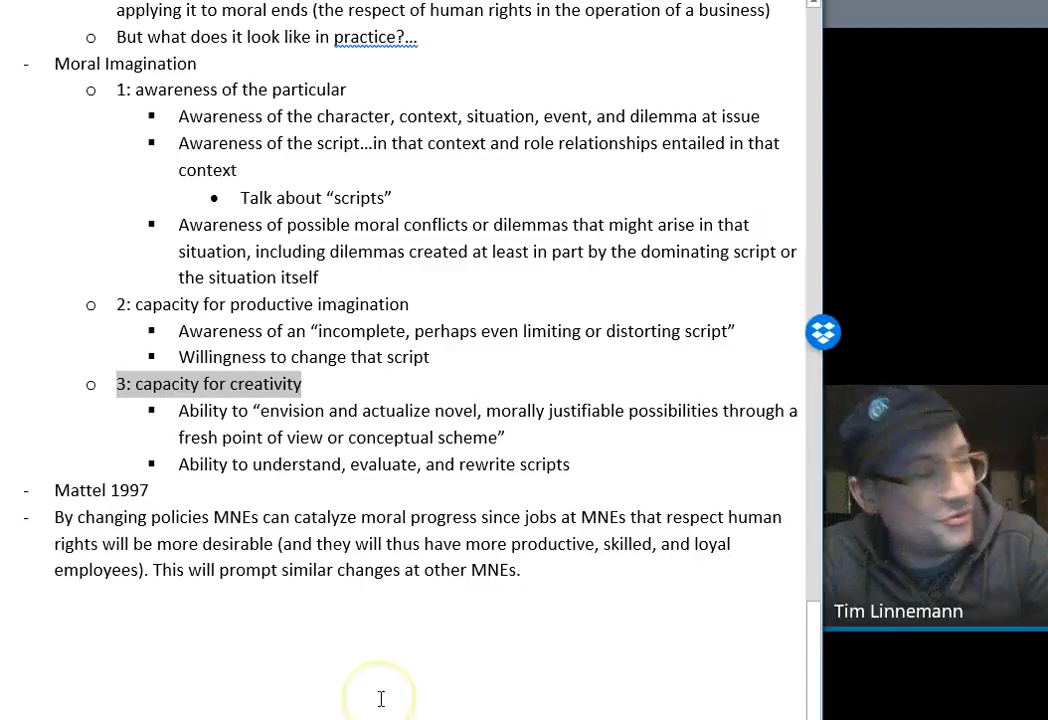 applying it to moral ends (the respect of human rights in the operation of a business)
o But what does it look like in practice?...
- Moral Imagination
o 1: awareness of the particular
▪ Awareness of the character, context, situation, event, and dilemma at issue
▪ Awareness of the script...in that context and role relationships entailed in that
context
• Talk about “scripts”
▪ Awareness of possible moral conflicts or dilemmas that might arise in that
situation, including dilemmas created at least in part by the dominating script or
the situation itself
o 2: capacity for productive imagination
▪ Awareness of an “incomplete, perhaps even limiting or distorting script”
▪ Willingness to change that script
o 3: capacity for creativity
▪ Ability to “envision and actualize novel, morally justifiable possibilities through a
fresh point of view or conceptual scheme”
▪ Ability to understand, evaluate, and rewrite scripts
- Mattel 1997
- By changing policies MNEs can catalyze moral progress since jobs at MNEs that respect human
rights will be more desirable (and they will thus have more productive, skilled, and loyal
employees). This will prompt similar changes at other MNEs.
Tim Linnemann